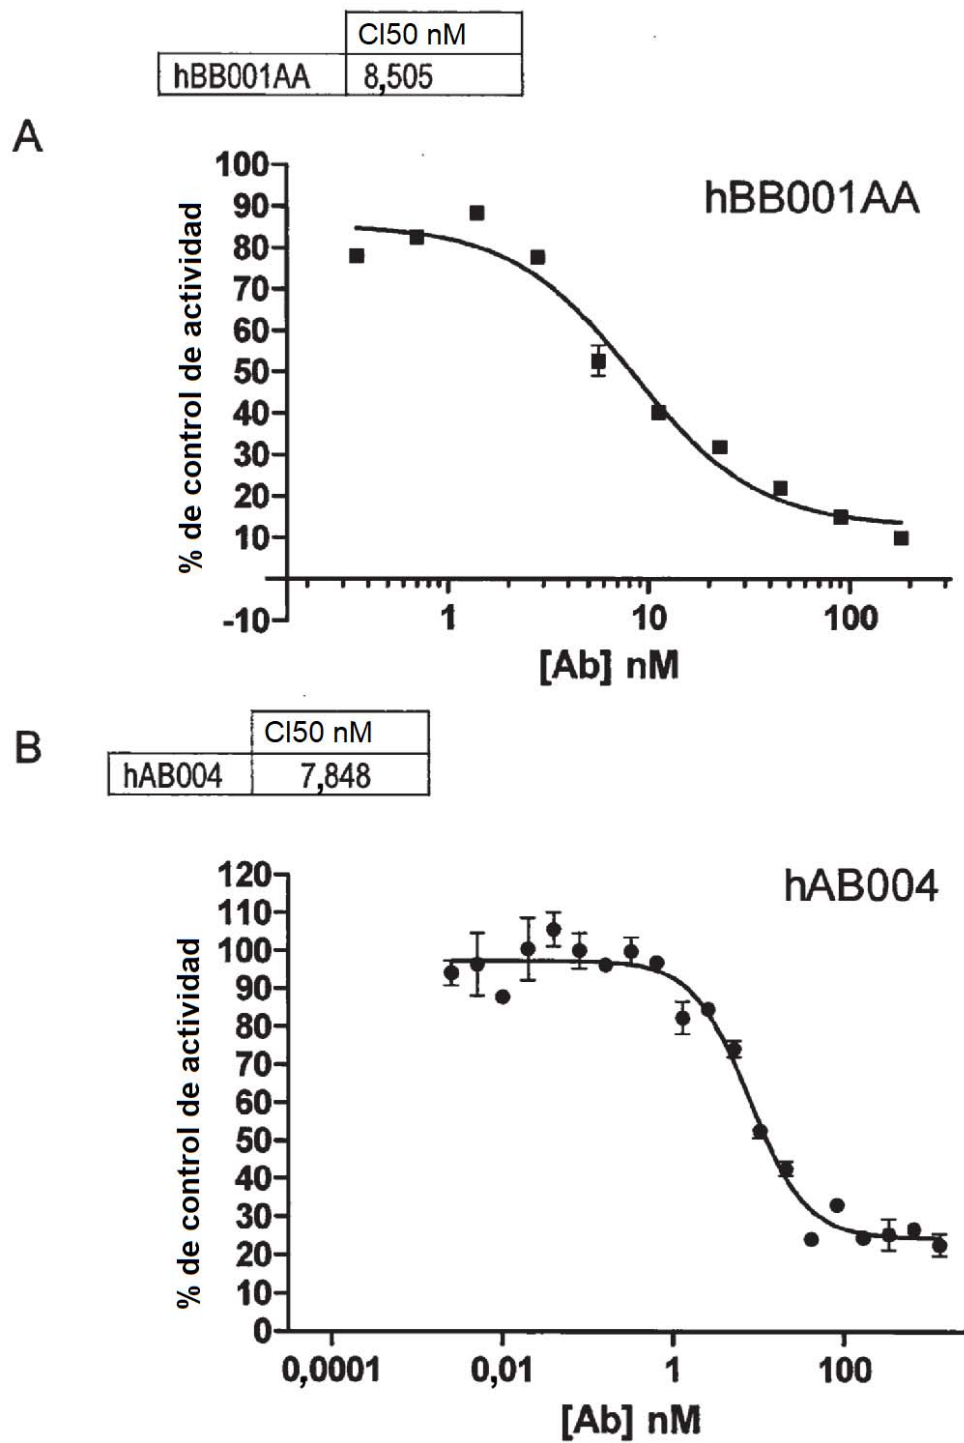 CI50 nM
hBB001AA 8,505
A
hBB001AA
% de control de actividad
100
90
80
70
60
50
40
30
20
10
-10
1 10 100
[Ab] nM
B
CI50 nM
hAB004 7,848
hAB004
% de control de actividad
120
110
100
90
80
70
60
50
40
30
20
10
0
0,0001 0,01 1 100
[Ab] nM